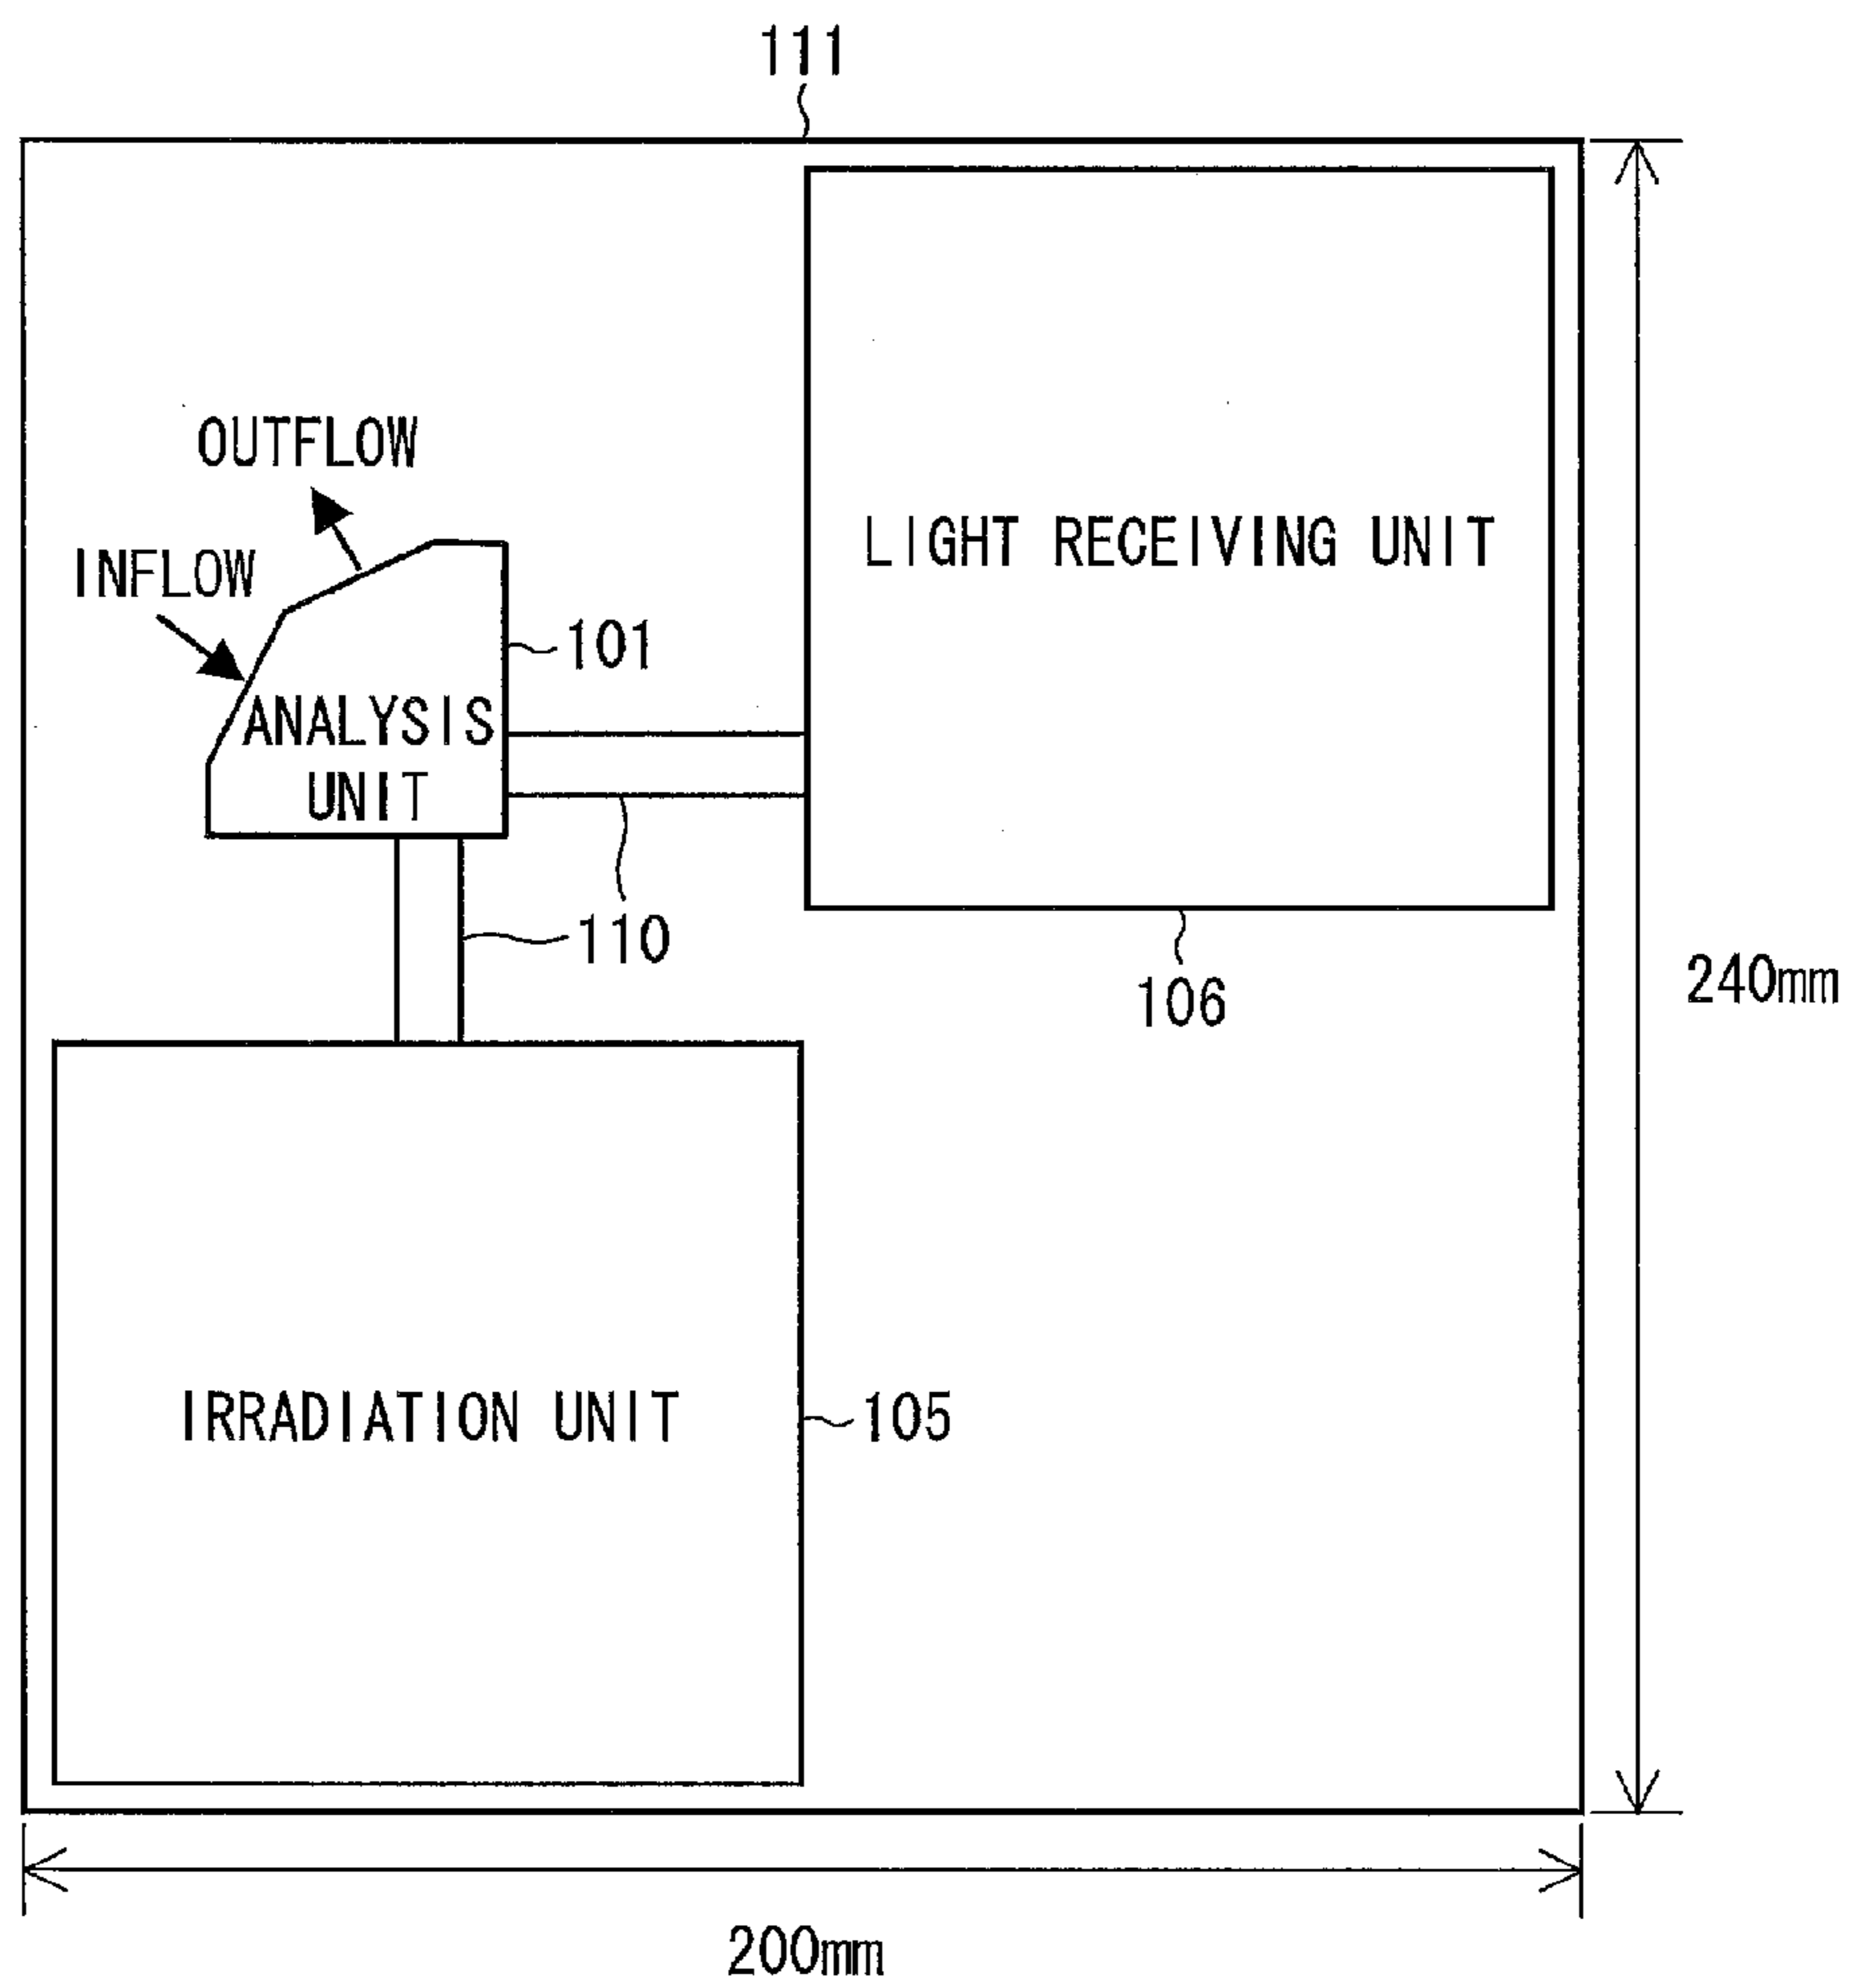 111
OUTFLOW
INFLOW
LIGHT RECEIVING UNIT
101
ANALYSIS
UNIT
110
106
240mm
IRRADIATION UNIT
105
200mm